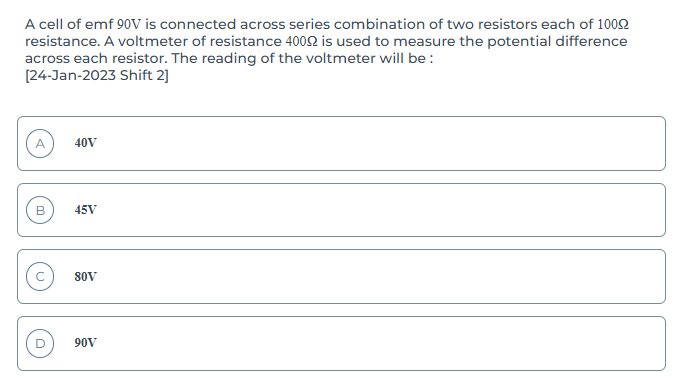 A cell of emf 90V is connected across series combination of two resistors each of 100Ω
resistance. A voltmeter of resistance 400Ω is used to measure the potential difference
across each resistor. The reading of the voltmeter will be :
[24-Jan-2023 Shift 2]
A 40V
B 45V
C 80V
D 90V